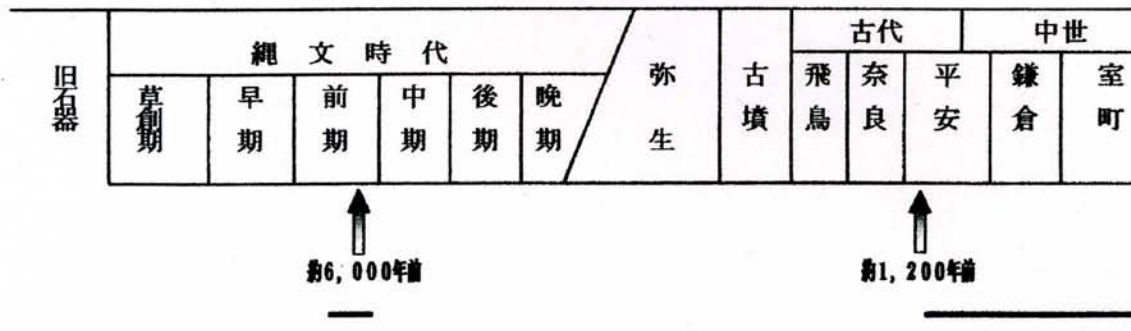 古代 中世
縄文時代
旧石器 草創期 早期 前期 中期 後期 晩期 弥生 古墳 飛鳥 奈良 平安 鎌倉 室町
約6,000年前 約1,200年前